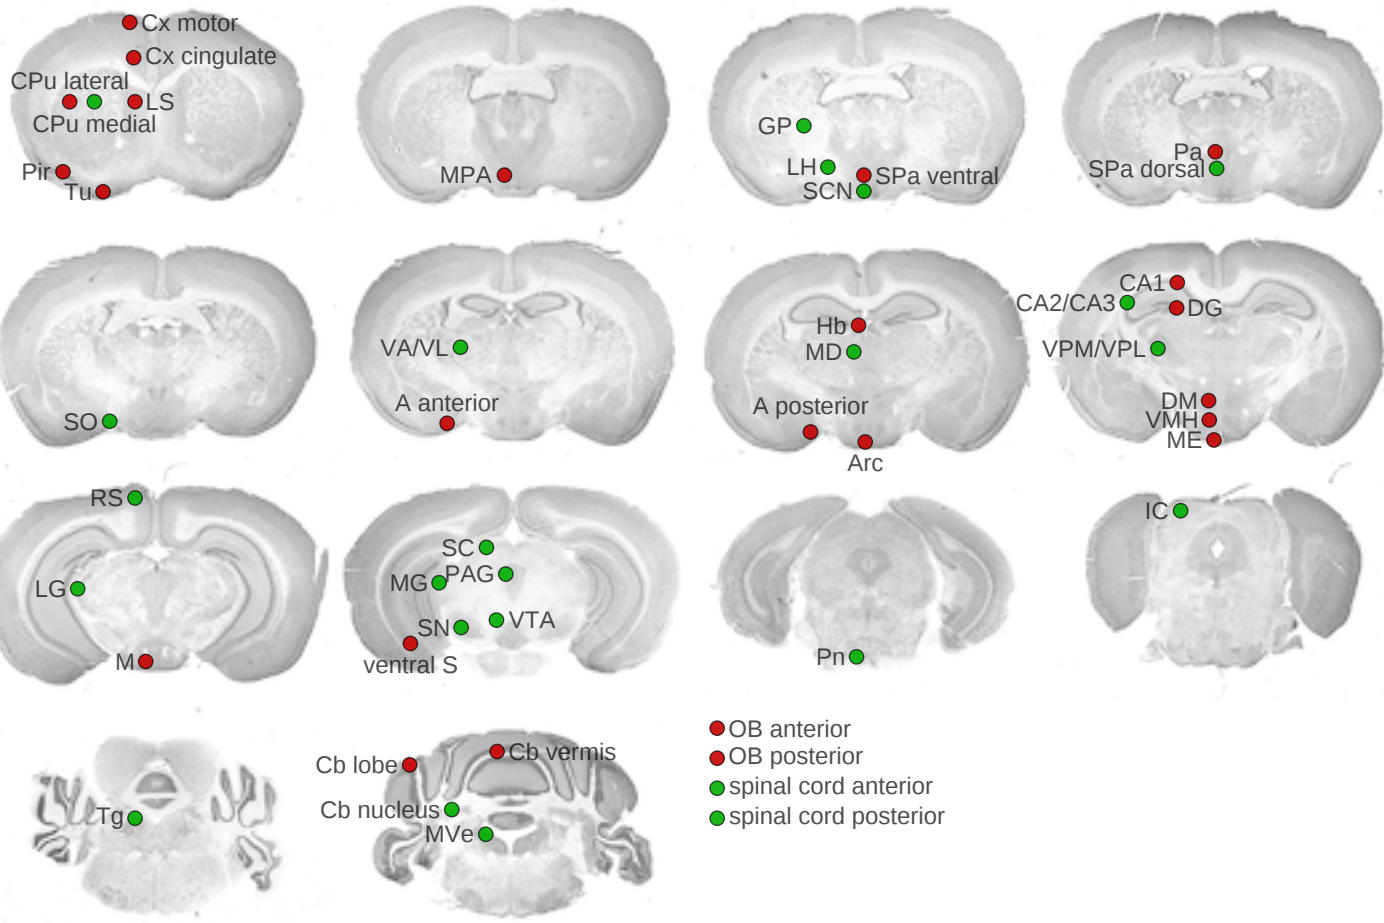 Cx motor
Cx cingulate
CPu lateral
LS
CPu medial
Pir
Tu
MPA
GP
LH
SPa ventral
SCN
Pa
SPa dorsal
SO
VA/VL
A anterior
Hb
MD
A posterior
Arc
CA1
CA2/CA3
DG
VPM/VPL
DM
VMH
ME
RS
LG
M
SC
MG
PAG
SN
VTA
ventral S
Pn
IC
Tg
Cb lobe
Cb vermis
Cb nucleus
MVe
OB anterior
OB posterior
spinal cord anterior
spinal cord posterior